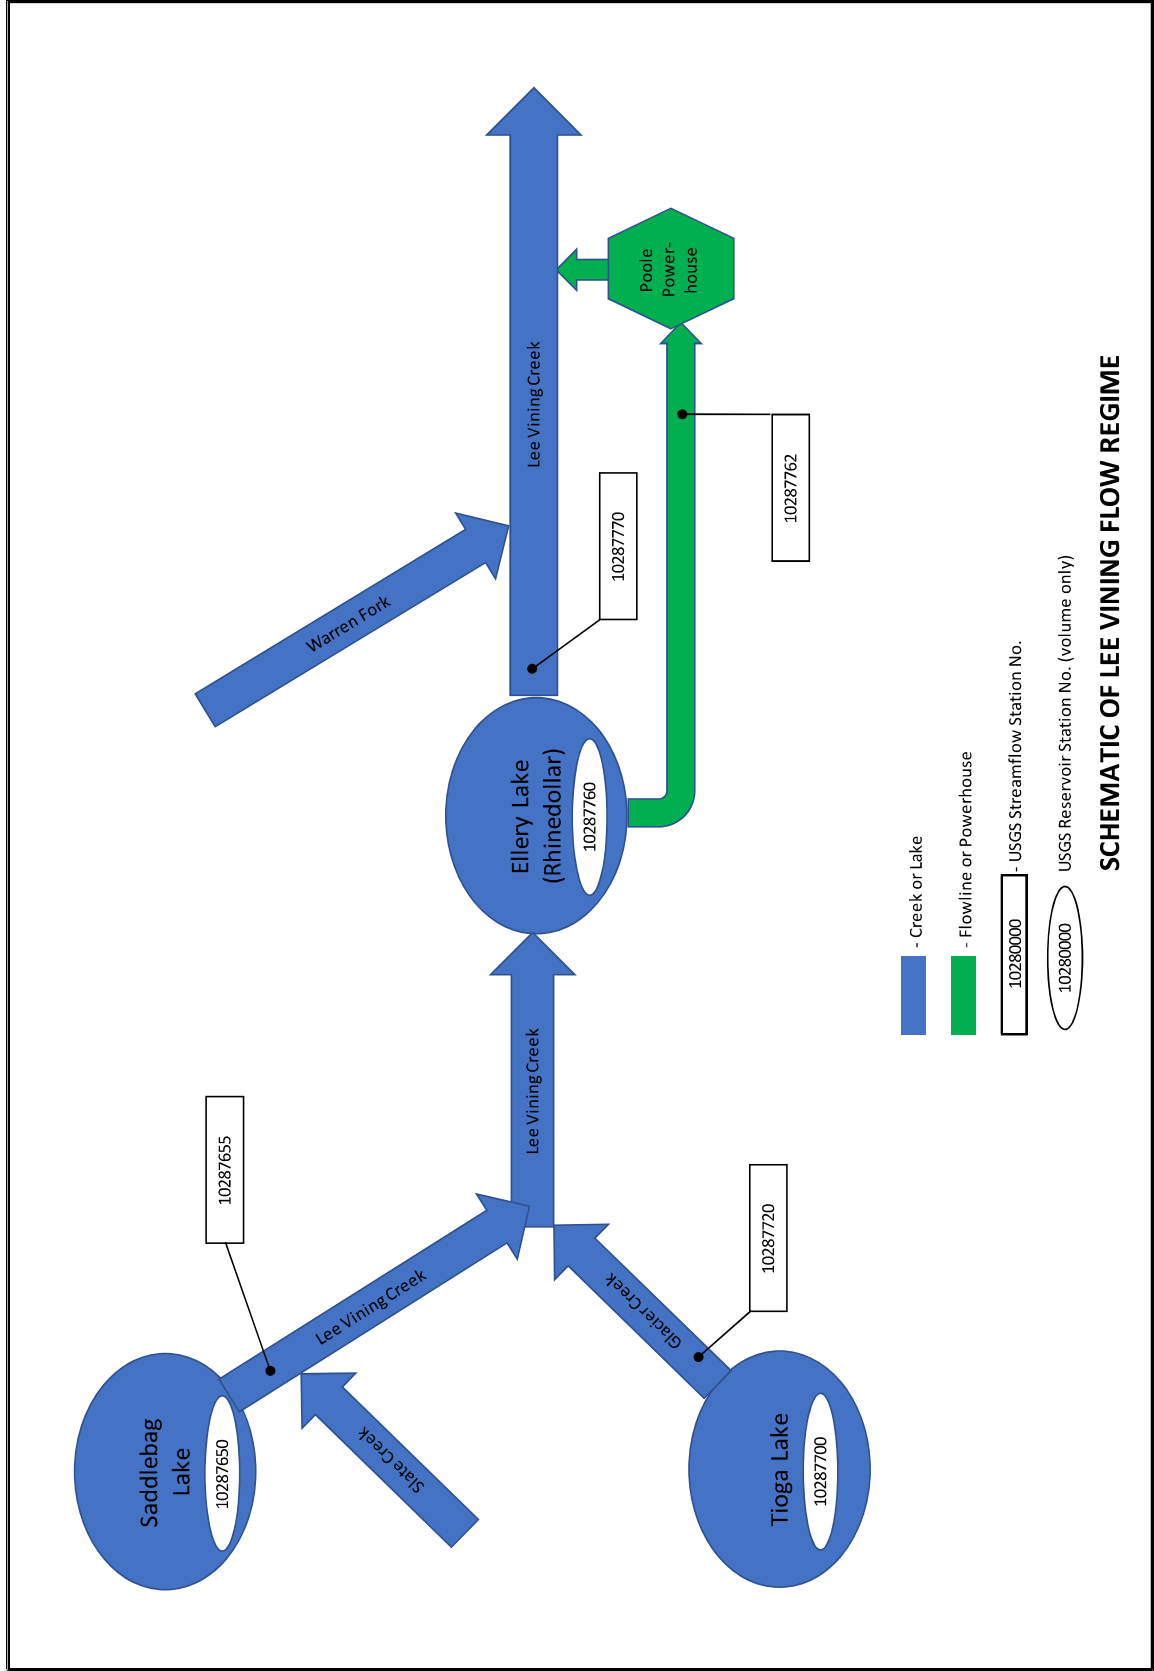 Saddlebag
Lake
10287650
10287655
Lee Vining Creek
Slate Creek
Tioga Lake
10287700
Glacier Creek
10287720
Lee Vining Creek
Ellery Lake
(Rhinedollar)
10287760
Warren Fork
10287770
Lee Vining Creek
10287762
Poole
Power-
house
- Creek or Lake
- Flowline or Powerhouse
10280000
- USGS Streamflow Station No.
10280000
USGS Reservoir Station No. (volume only)
SCHEMATIC OF LEE VINING FLOW REGIME